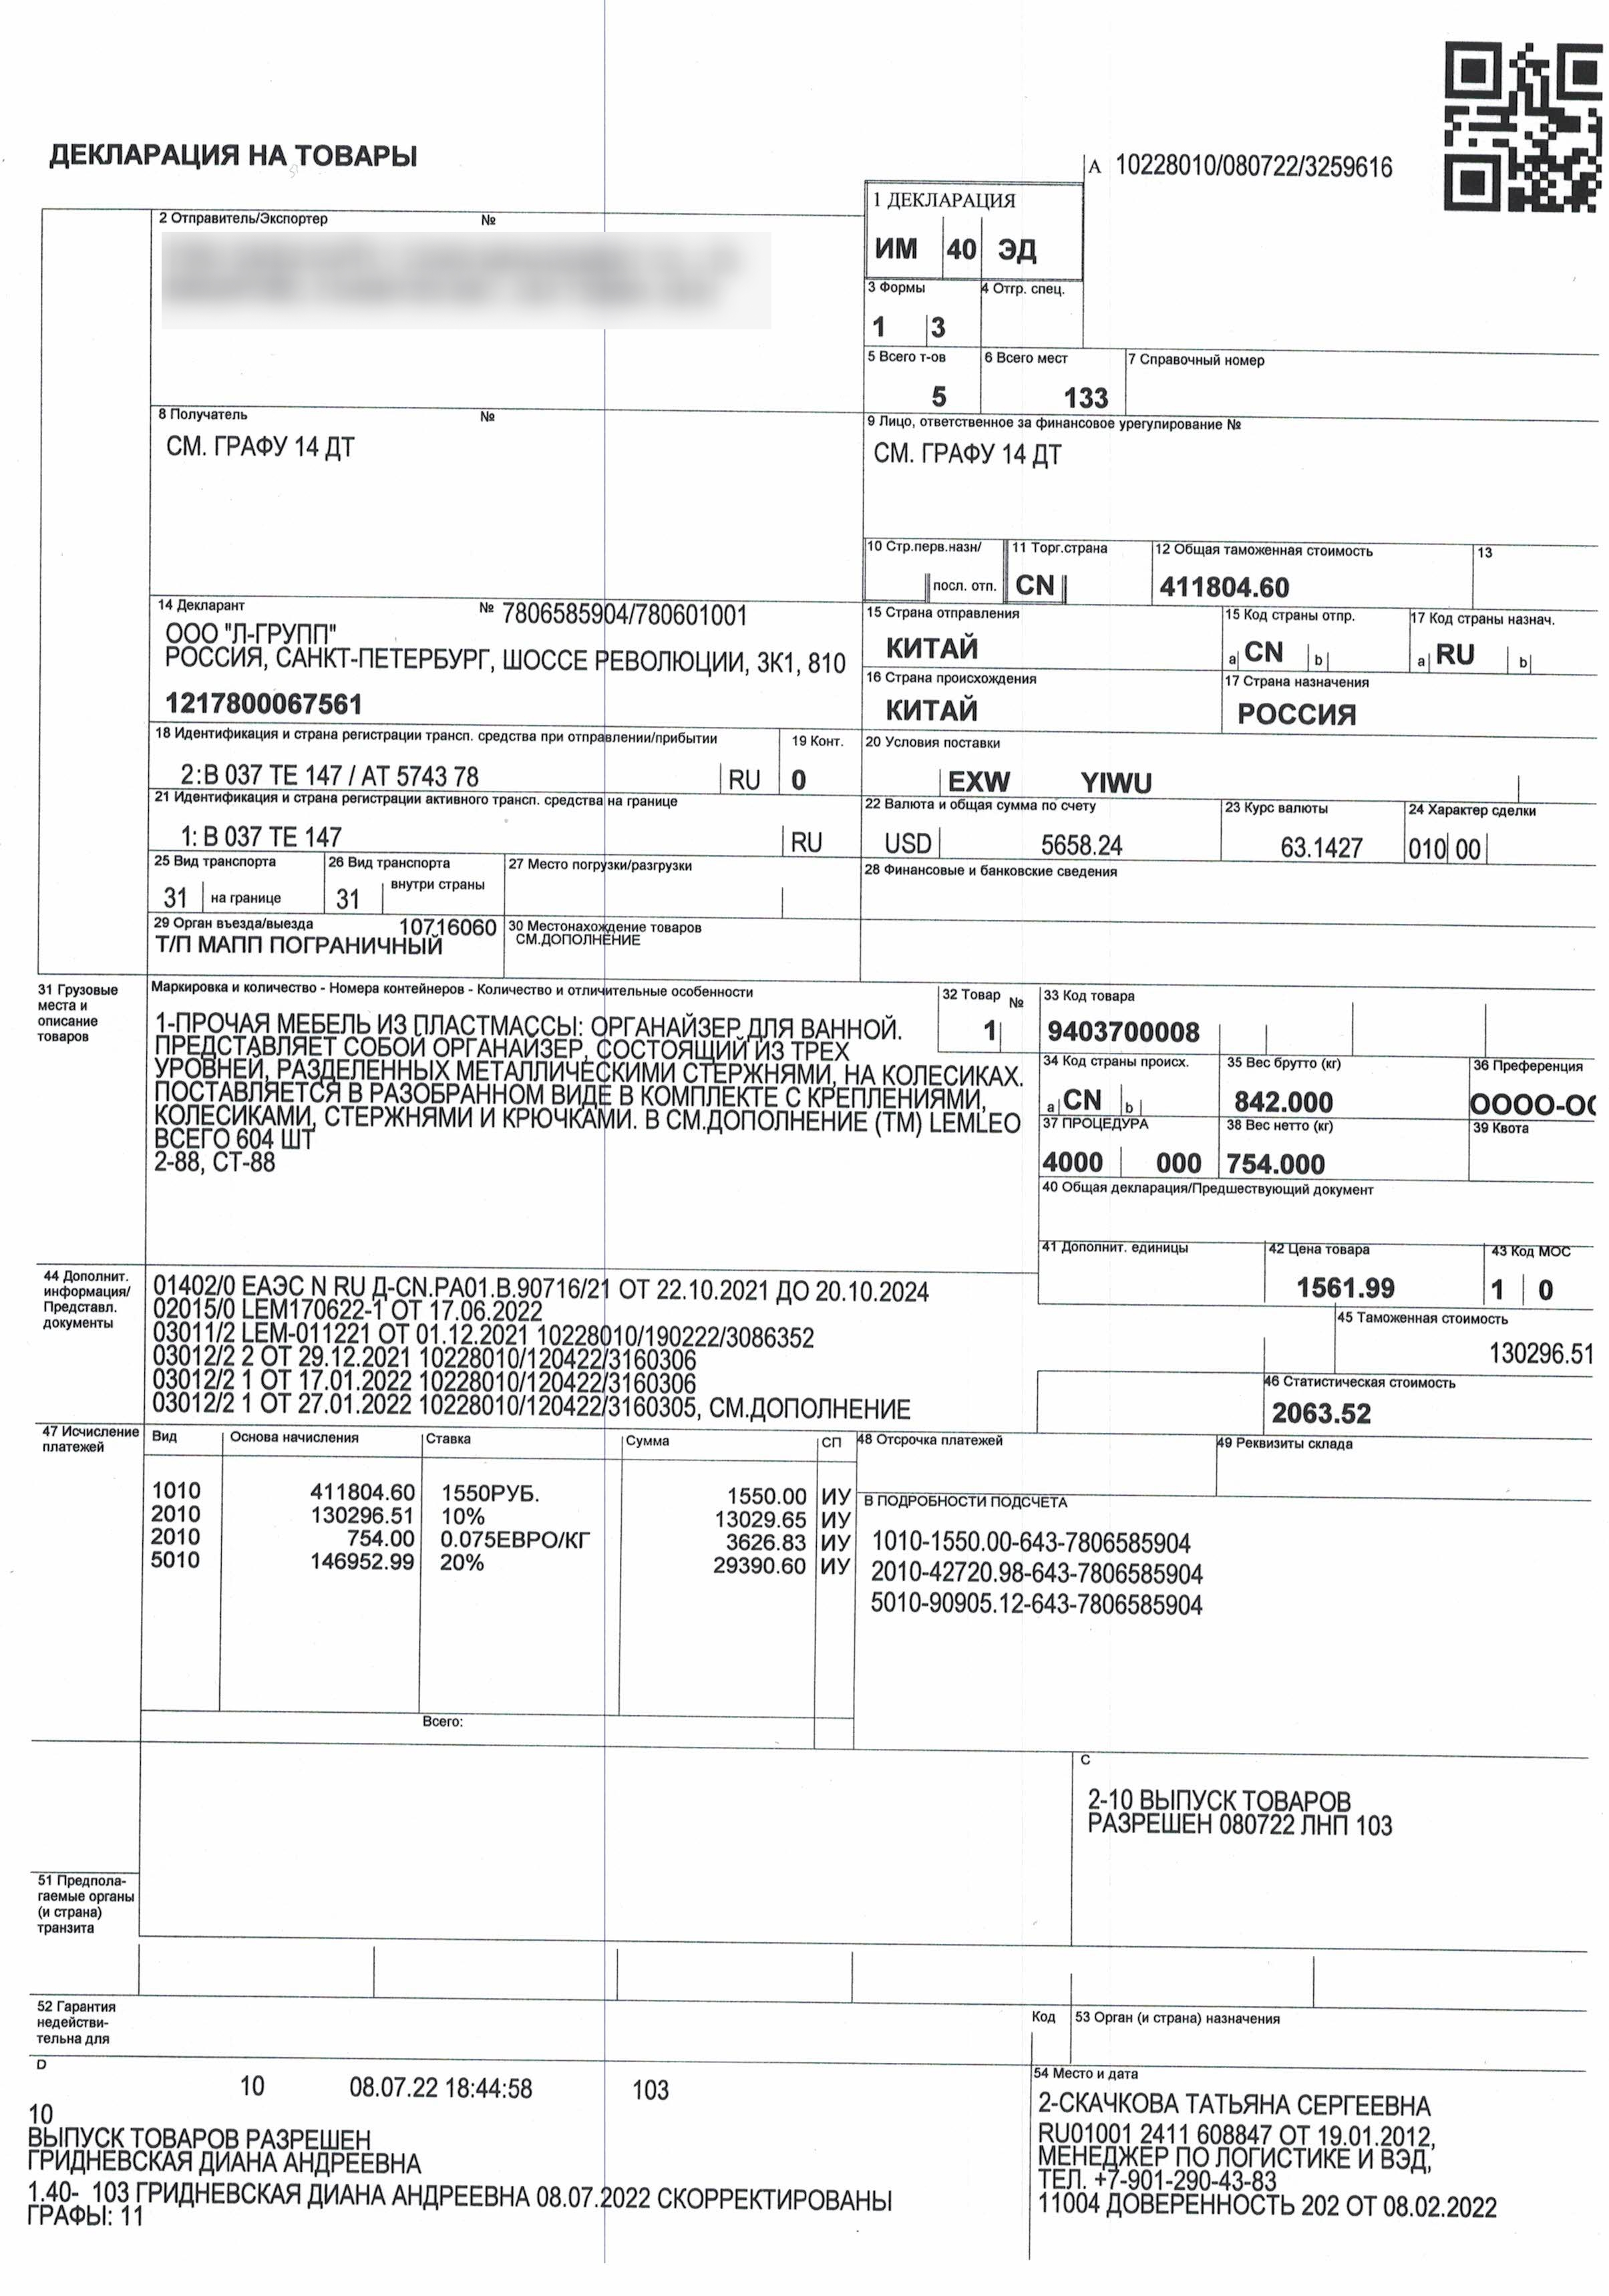 ДЕКЛАРАЦИЯ НА ТОВАРЫ
А 10228010/080722/3259616
1 ДЕКЛАРАЦИЯ
ИМ 40 ЭД
2 Отправитель/Экспортер №
3 Формы 4 Отгр. спец.
1 3
5 Всего т-ов 6 Всего мест 7 Справочный номер
5 133
8 Получатель №
СМ. ГРАФУ 14 ДТ
9 Лицо, ответственное за финансовое урегулирование №
СМ. ГРАФУ 14 ДТ
10 Стр.перв.назн/ 11 Торг.страна 12 Общая таможенная стоимость 13
посл. отп. CN 411804.60
14 Декларант № 7806585904/780601001
ООО "Л-ГРУПП"
РОССИЯ, САНКТ-ПЕТЕРБУРГ, ШОССЕ РЕВОЛЮЦИИ, 3К1, 810
1217800067561
15 Страна отправления 15 Код страны отпр. 17 Код страны назнач.
КИТАЙ a CN b a RU b
16 Страна происхождения 17 Страна назначения
КИТАЙ РОССИЯ
18 Идентификация и страна регистрации трансп. средства при отправлении/прибытии 19 Конт. 20 Условия поставки
2:В 037 ТЕ 147 / АТ 5743 78 RU 0 EXW YIWU
21 Идентификация и страна регистрации активного трансп. средства на границе
1: В 037 ТЕ 147 RU
22 Валюта и общая сумма по счету 23 Курс валюты 24 Характер сделки
USD 5658.24 63.1427 010 00
25 Вид транспорта 26 Вид транспорта 27 Место погрузки/разгрузки 28 Финансовые и банковские сведения
31 на границе 31 внутри страны
29 Орган въезда/выезда 10716060 30 Местонахождение товаров
Т/П МАПП ПОГРАНИЧНЫЙ СМ.ДОПОЛНЕНИЕ
31 Грузовые
места и
описание
товаров
Маркировка и количество - Номера контейнеров - Количество и отличительные особенности
1-ПРОЧАЯ МЕБЕЛЬ ИЗ ПЛАСТМАССЫ: ОРГАНАЙЗЕР ДЛЯ ВАННОЙ.
ПРЕДСТАВЛЯЕТ СОБОЙ ОРГАНАЙЗЕР, СОСТОЯЩИЙ ИЗ ТРЕХ
УРОВНЕЙ, РАЗДЕЛЕННЫХ МЕТАЛЛИЧЕСКИМИ СТЕРЖНЯМИ, НА КОЛЕСИКАХ.
ПОСТАВЛЯЕТСЯ В РАЗОБРАННОМ ВИДЕ В КОМПЛЕКТЕ С КРЕПЛЕНИЯМИ,
КОЛЕСИКАМИ, СТЕРЖНЯМИ И КРЮЧКАМИ. В СМ.ДОПОЛНЕНИЕ (ТМ) LEMLEO
ВСЕГО 604 ШТ
2-88, СТ-88
32 Товар № 33 Код товара
1 9403700008
34 Код страны происх. 35 Вес брутто (кг) 36 Преференция
a CN b 842.000 ОООО-ОО
37 ПРОЦЕДУРА 38 Вес нетто (кг) 39 Квота
4000 000 754.000
40 Общая декларация/Предшествующий документ
41 Дополнит. единицы 42 Цена товара 43 Код МОС
1561.99 1 0
44 Дополнит.
информация/
Представл.
документы
01402/0 ЕАЭС N RU Д-CN.РА01.В.90716/21 ОТ 22.10.2021 ДО 20.10.2024
02015/0 LEM170622-1 ОТ 17.06.2022
03011/2 LEM-011221 ОТ 01.12.2021 10228010/190222/3086352
03012/2 2 ОТ 29.12.2021 10228010/120422/3160306
03012/2 1 ОТ 17.01.2022 10228010/120422/3160306
03012/2 1 ОТ 27.01.2022 10228010/120422/3160305, СМ.ДОПОЛНЕНИЕ
45 Таможенная стоимость
130296.51
46 Статистическая стоимость
2063.52
47 Исчисление
платежей
Вид Основа начисления Ставка Сумма СП
1010 411804.60 1550РУБ. 1550.00 ИУ
2010 130296.51 10% 13029.65 ИУ
2010 754.00 0.075ЕВРО/КГ 3626.83 ИУ
5010 146952.99 20% 29390.60 ИУ
Всего:
48 Отсрочка платежей 49 Реквизиты склада
В ПОДРОБНОСТИ ПОДСЧЕТА
1010-1550.00-643-7806585904
2010-42720.98-643-7806585904
5010-90905.12-643-7806585904
С
2-10 ВЫПУСК ТОВАРОВ
РАЗРЕШЕН 080722 ЛНП 103
51 Предпола-
гаемые органы
(и страна)
транзита
52 Гарантия
недействи-
тельна для
Код 53 Орган (и страна) назначения
D
10 08.07.22 18:44:58 103
10
ВЫПУСК ТОВАРОВ РАЗРЕШЕН
ГРИДНЕВСКАЯ ДИАНА АНДРЕЕВНА
1.40- 103 ГРИДНЕВСКАЯ ДИАНА АНДРЕЕВНА 08.07.2022 СКОРРЕКТИРОВАНЫ
ГРАФЫ: 11
54 Место и дата
2-СКАЧКОВА ТАТЬЯНА СЕРГЕЕВНА
RU01001 2411 608847 ОТ 19.01.2012,
МЕНЕДЖЕР ПО ЛОГИСТИКЕ И ВЭД,
ТЕЛ. +7-901-290-43-83
11004 ДОВЕРЕННОСТЬ 202 ОТ 08.02.2022